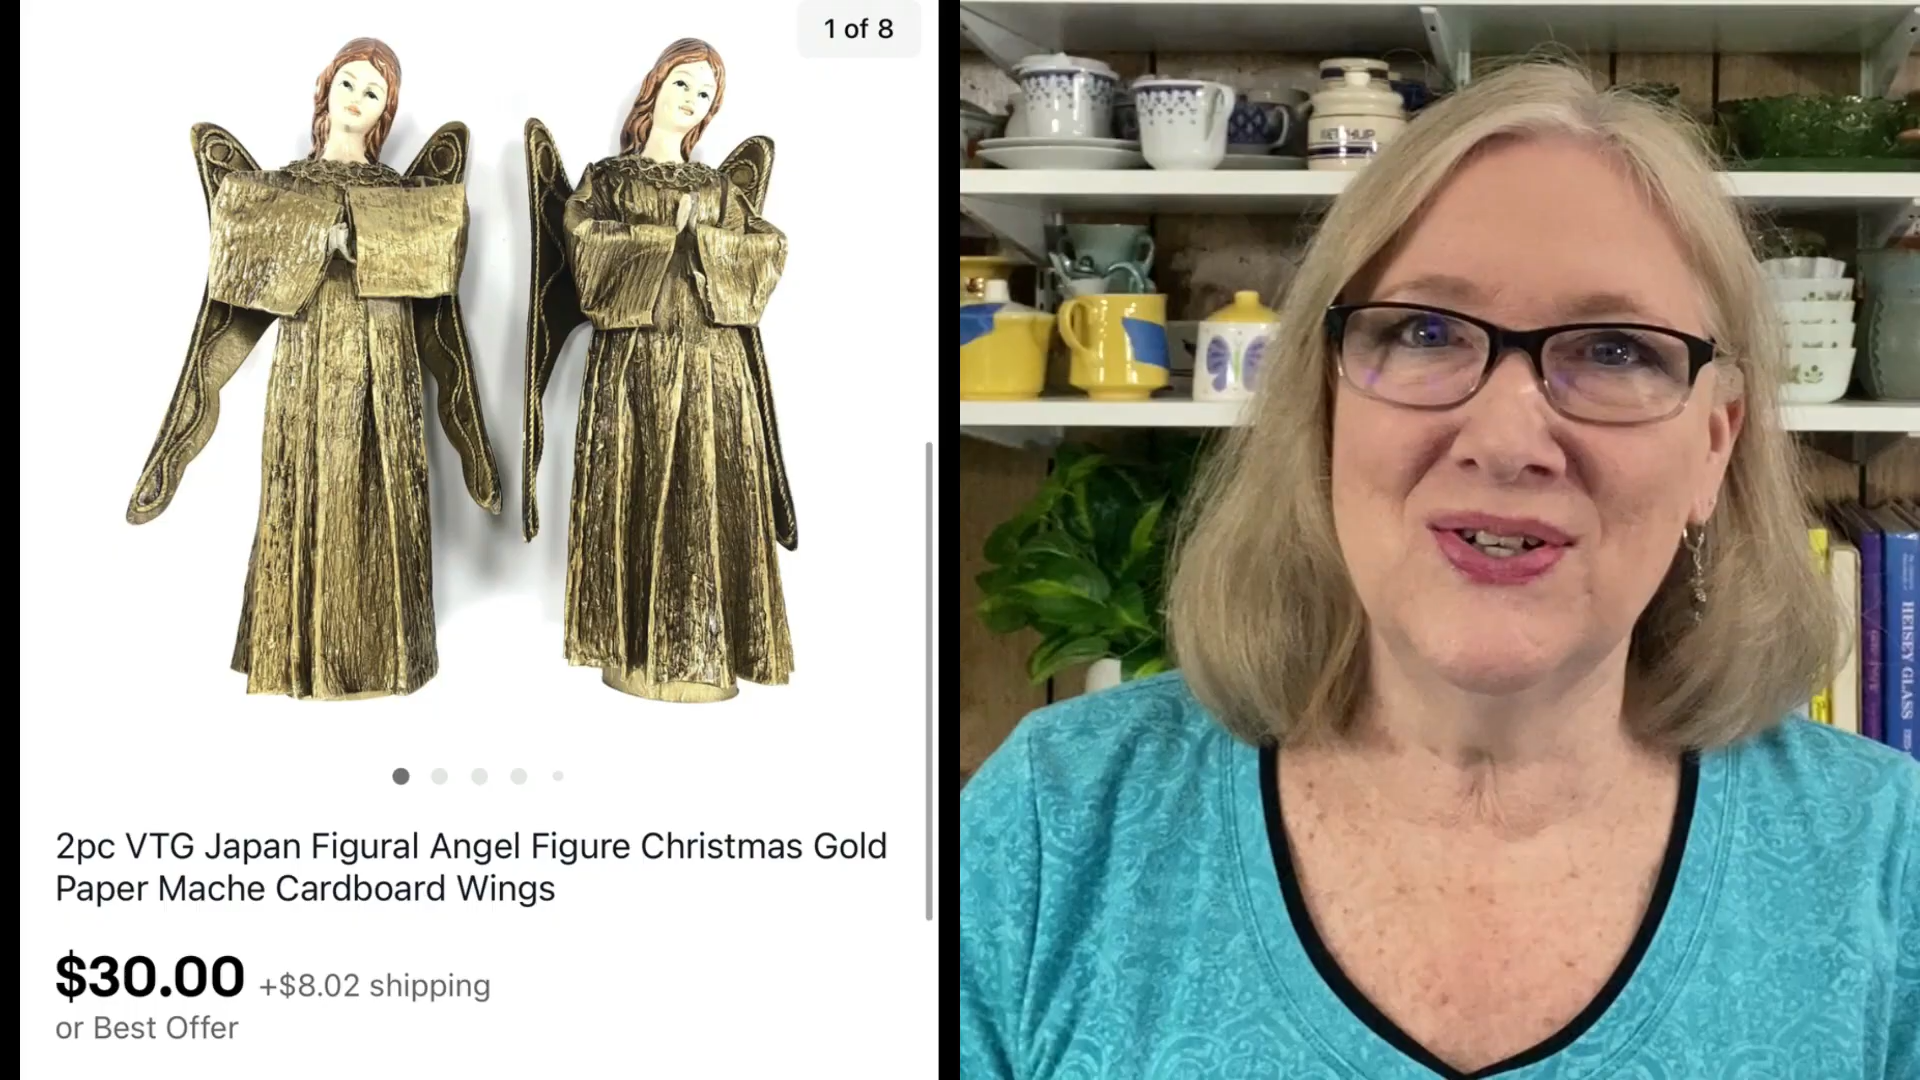 1 of 8
2pc VTG Japan Figural Angel Figure Christmas Gold
Paper Mache Cardboard Wings
$30.00 +$8.02 shipping
or Best Offer
KETCHUP
HEISEY GLASS